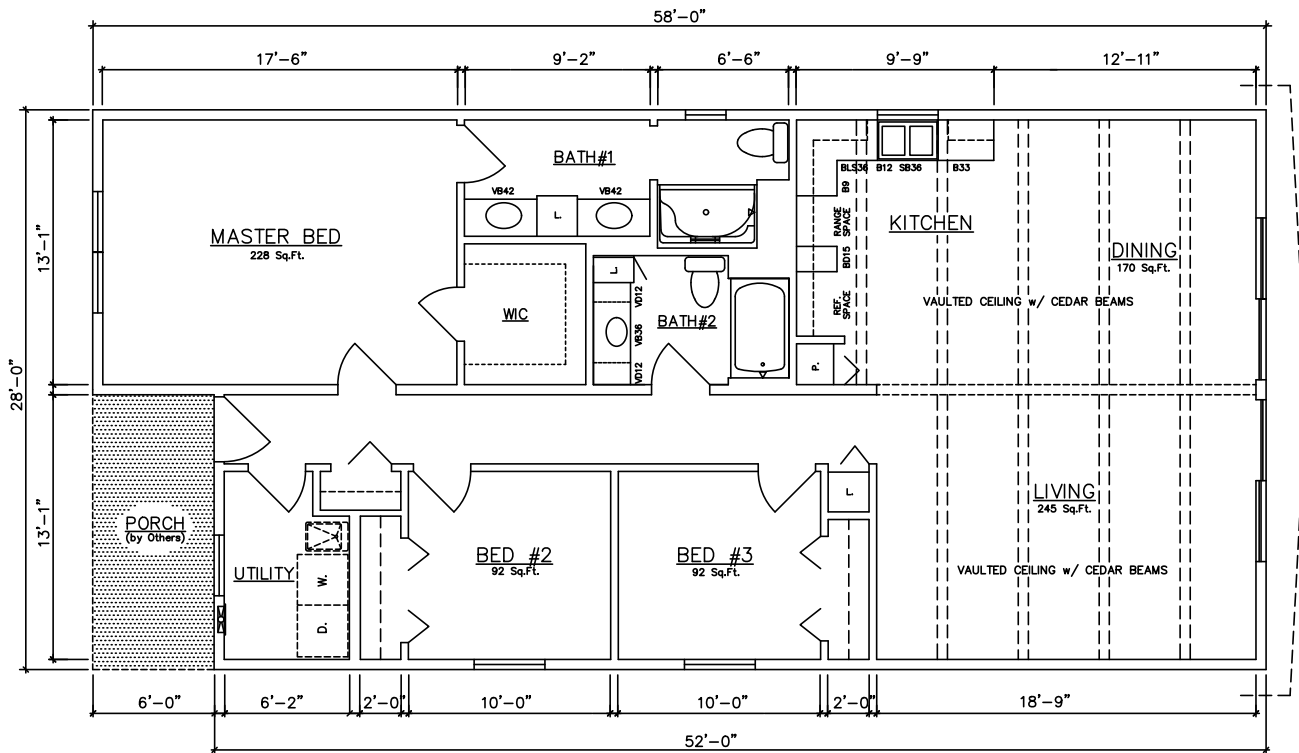 58'-0"
17'-6"
9'-2"
6'-6"
9'-9"
12'-11"
BATH#1
BLS36 B12 SB36 B33
VB42
VB42
L.
B9
RANGE
SPACE
KITCHEN
MASTER BED
228 Sq.Ft.
DINING
170 Sq.Ft.
13'-1"
BD15
L.
VD12
REF.
SPACE
VAULTED CEILING w/ CEDAR BEAMS
WIC
BATH#2
VB36
VD12
P.
28'-0"
LIVING
245 Sq.Ft.
L.
13'-1"
PORCH
(by Others)
BED #2
92 Sq.Ft.
BED #3
92 Sq.Ft.
UTILITY
W.
VAULTED CEILING w/ CEDAR BEAMS
D.
6'-0"
6'-2"
2'-0"
10'-0"
10'-0"
2'-0"
18'-9"
52'-0"